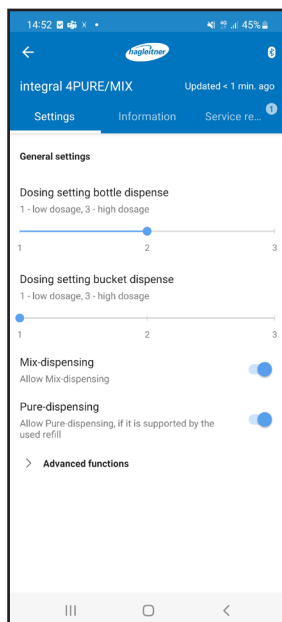 14:52 45%
hagleitner
integral 4PURE/MIX Updated < 1 min. ago
1
Settings Information Service re...
General settings
Dosing setting bottle dispense
1 - low dosage, 3 - high dosage
1 2 3
Dosing setting bucket dispense
1 - low dosage, 3 - high dosage
1 2 3
Mix-dispensing
Allow Mix-dispensing
Pure-dispensing
Allow Pure-dispensing, if it is supported by the
used refill
Advanced functions